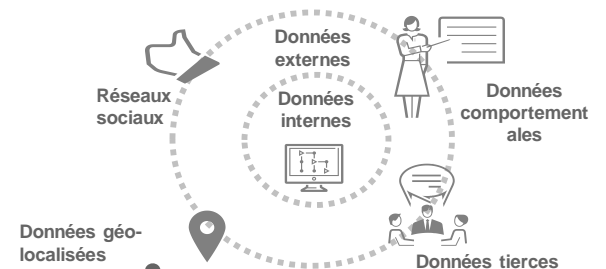 Données
externes
Réseaux
sociaux
Données
internes
Données
comportement
ales
Données géo-
localisées
Données tierces